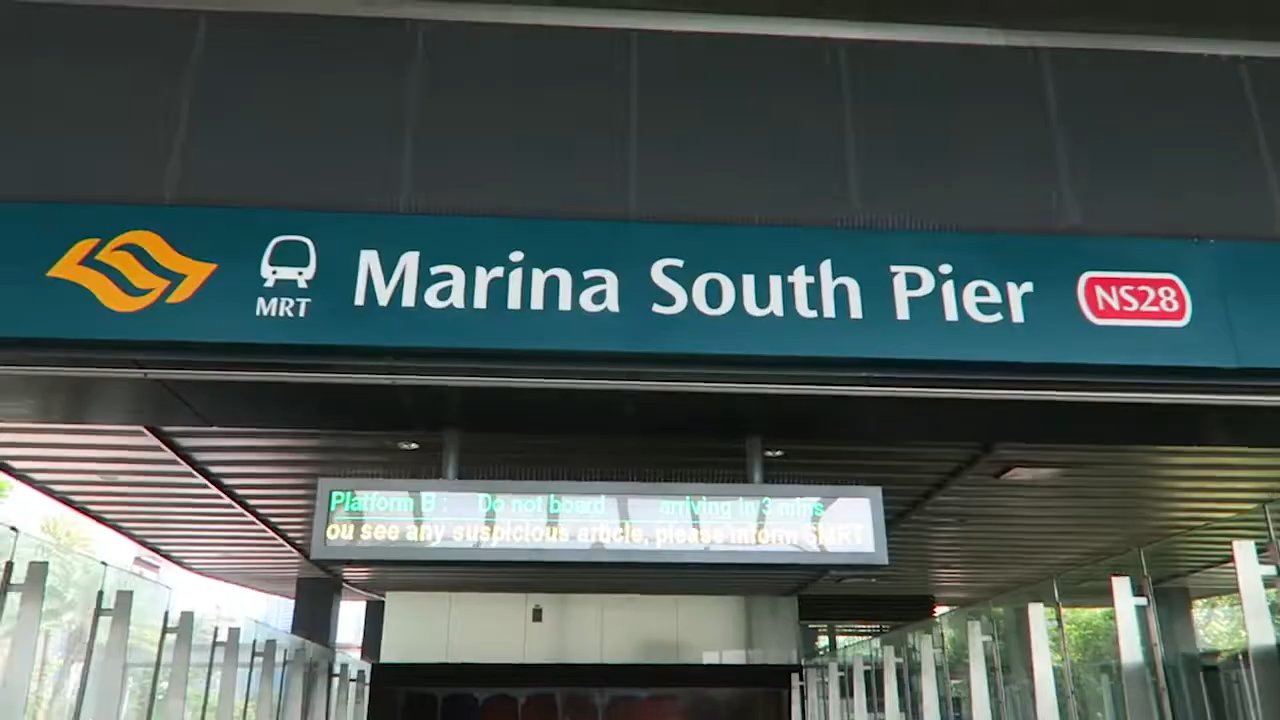 MRT
Marina South Pier
NS28
Platform B : Do not board arriving in 3 mins
ou see any suspicious article, please inform SMRT